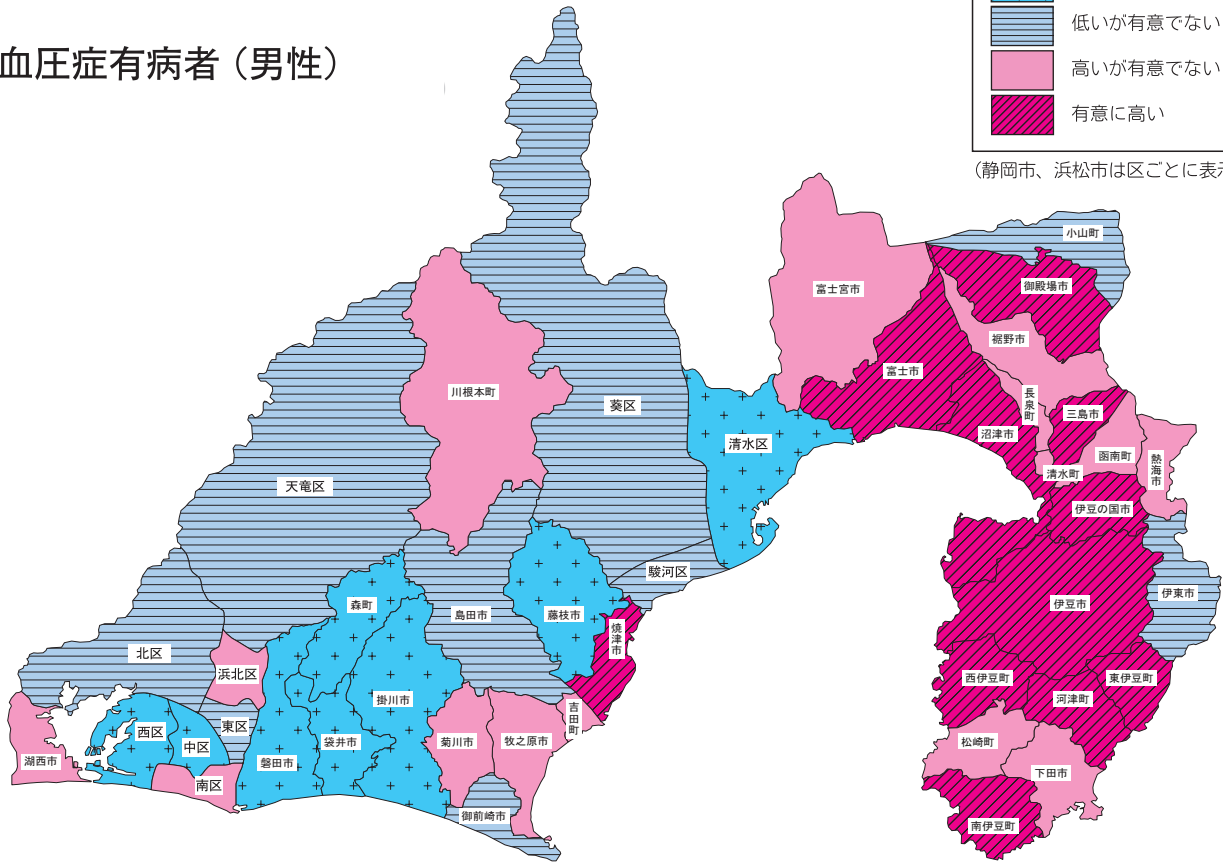 血圧症有病者（男性）
低いが有意でない
高いが有意でない
有意に高い
（静岡市、浜松市は区ごとに表示
小山町
御殿場市
富士宮市
裾野市
富士市
長泉町
三島市
川根本町
葵区
清水区
沼津市
函南町
熱海市
清水町
天竜区
伊豆の国市
駿河区
伊東市
森町
島田市
藤枝市
伊豆市
焼津市
北区
浜北区
西伊豆町
東伊豆町
掛川市
河津町
吉田町
西区
東区
中区
袋井市
菊川市
牧之原市
松崎町
湖西市
磐田市
下田市
南区
御前崎市
南伊豆町